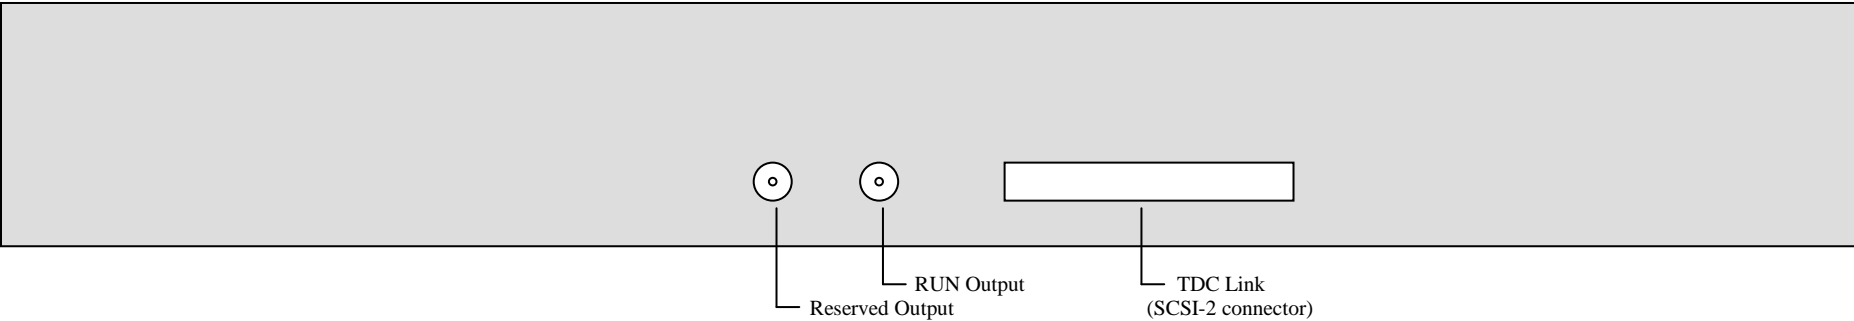 RUN Output
Reserved Output
TDC Link
(SCSI-2 connector)